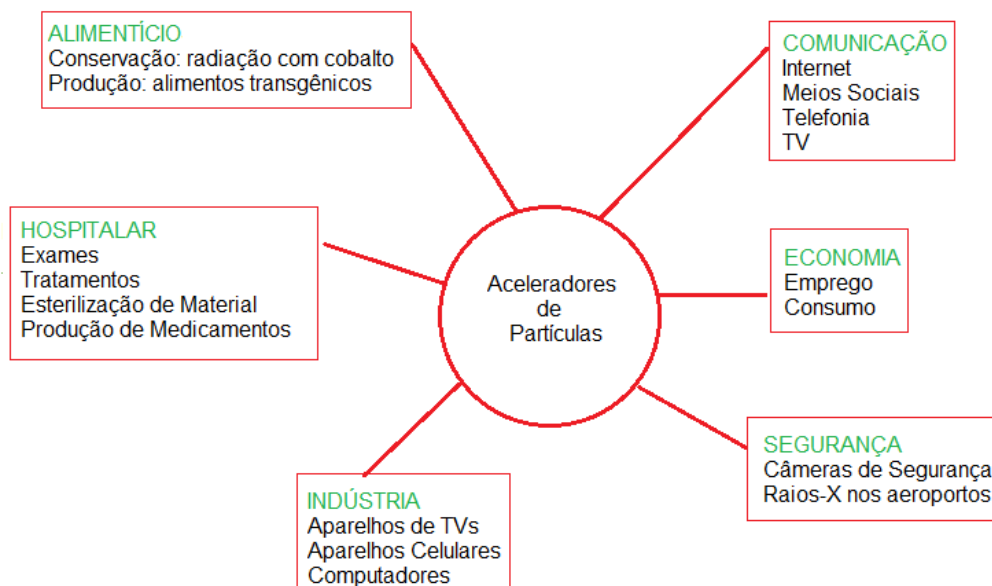 ALIMENTÍCIO
Conservação: radiação com cobalto
Produção: alimentos transgênicos
COMUNICAÇÃO
Internet
Meios Sociais
Telefonia
TV
HOSPITALAR
Exames
Tratamentos
Esterilização de Material
Produção de Medicamentos
Aceleradores
de
Partículas
ECONOMIA
Emprego
Consumo
SEGURANÇA
Câmeras de Segurança
Raios-X nos aeroportos
INDÚSTRIA
Aparelhos de TVs
Aparelhos Celulares
Computadores